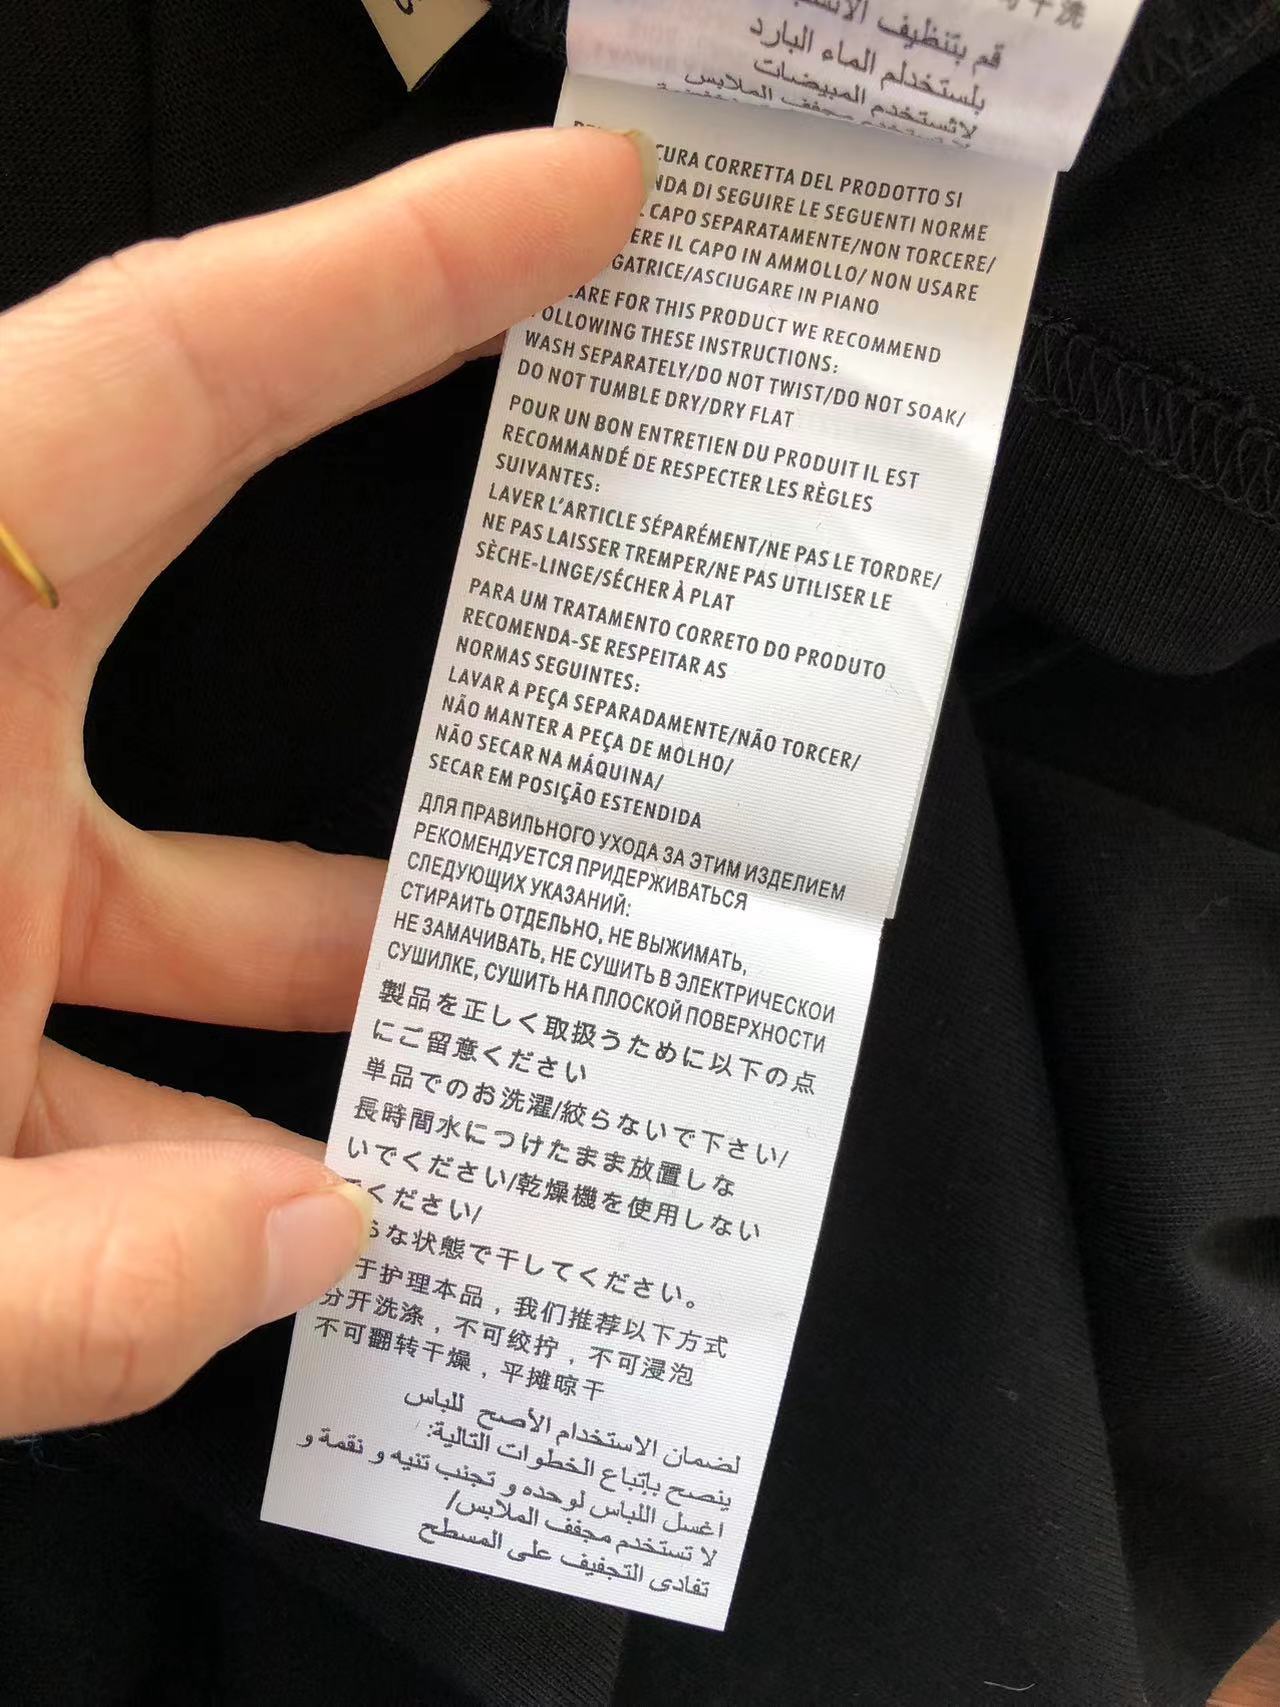 قم بتنظيف
باستخدام الماء البارد
لاتستخدم المبيضات
CURA CORRETTA DEL PRODOTTO SI
DI SEGUIRE LE SEGUENTI NORME
CAPO SEPARATAMENTE/NON TORCERE/
IL CAPO IN AMMOLLO/ NON USARE
ASCIUGARE IN PIANO
CARE FOR THIS PRODUCT WE RECOMMEND
FOLLOWING THESE INSTRUCTIONS:
WASH SEPARATELY/DO NOT TWIST/DO NOT SOAK/
DO NOT TUMBLE DRY/DRY FLAT
POUR UN BON ENTRETIEN DU PRODUIT IL EST
RECOMMANDÉ DE RESPECTER LES RÈGLES
SUIVANTES:
LAVER L'ARTICLE SÉPARÉMENT/NE PAS LE TORDRE/
NE PAS LAISSER TREMPER/NE PAS UTILISER LE
SÈCHE-LINGE/SÉCHER À PLAT
PARA UM TRATAMENTO CORRETO DO PRODUTO
RECOMENDA-SE RESPEITAR AS
NORMAS SEGUINTES:
LAVAR A PEÇA SEPARADAMENTE/NÃO TORCER/
NÃO MANTER A PEÇA DE MOLHO/
NÃO SECAR NA MÁQUINA/
SECAR EM POSIÇÃO ESTENDIDA
ДЛЯ ПРАВИЛЬНОГО УХОДА ЗА ЭТИМ ИЗДЕЛИЕМ
РЕКОМЕНДУЕТСЯ ПРИДЕРЖИВАТЬСЯ
СЛЕДУЮЩИХ УКАЗАНИЙ:
СТИРАИТЬ ОТДЕЛЬНО, НЕ ВЫЖИМАТЬ,
НЕ ЗАМАЧИВАТЬ, НЕ СУШИТЬ В ЭЛЕКТРИЧЕСКОИ
СУШИЛКЕ, СУШИТЬ НА ПЛОСКОЙ ПОВЕРХНОСТИ
製品を正しく取扱うために以下の点
にご留意ください
単品でのお洗濯/絞らないで下さい/
長時間水につけたまま放置しな
いでください/乾燥機を使用しない
でください/
らな状態で干してください。
于护理本品，我们推荐以下方式
分开洗涤，不可绞拧，不可浸泡
不可翻转干燥，平摊晾干
لضمان الاستخدام الأصح للباس
ينصح بإتباع الخطوات التالية:
اغسل اللباس لوحده و تجنب تنيه و نقمة و
لا تستخدم مجفف الملابس/
تفادى التجفيف على المسطح